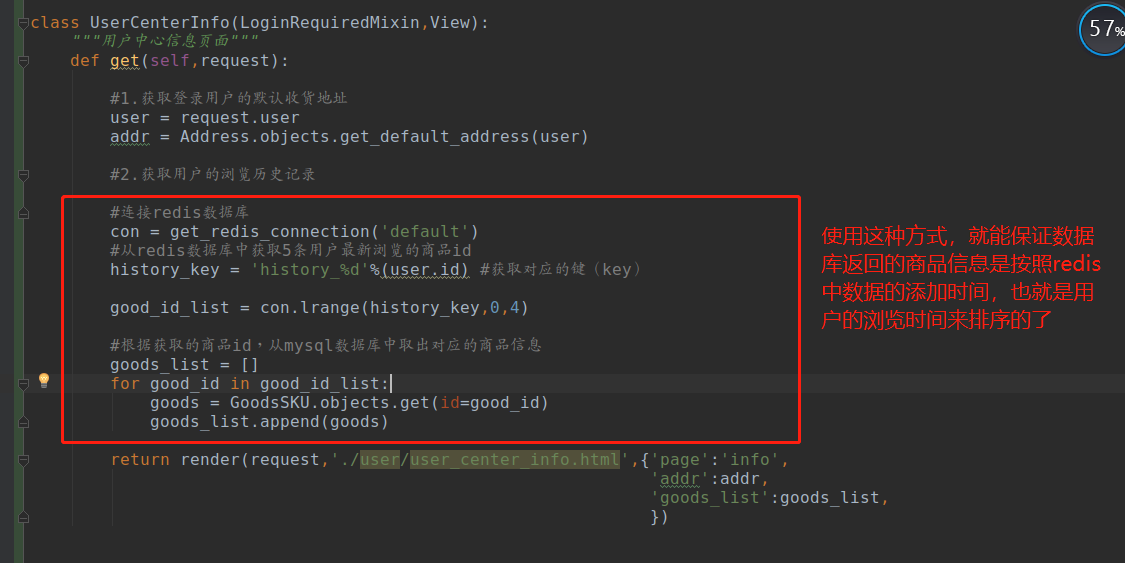 class UserCenterInfo(LoginRequiredMixin,View):
"""用户中心信息页面"""
def get(self,request):
#1.获取登录用户的默认收货地址
user = request.user
addr = Address.objects.get_default_address(user)
#2.获取用户的浏览历史记录
#连接redis数据库
con = get_redis_connection('default')
#从redis数据库中获取5条用户最新浏览的商品id
history_key = 'history_%d'%(user.id) #获取对应的键（key）
good_id_list = con.lrange(history_key,0,4)
#根据获取的商品id，从mysql数据库中取出对应的商品信息
goods_list = []
for good_id in good_id_list:
goods = GoodsSKU.objects.get(id=good_id)
goods_list.append(goods)
return render(request,'./user/user_center_info.html',{'page':'info',
'addr':addr,
'goods_list':goods_list,
})
57%
使用这种方式，就能保证数据
库返回的商品信息是按照redis
中数据的添加时间，也就是用
户的浏览时间来排序的了